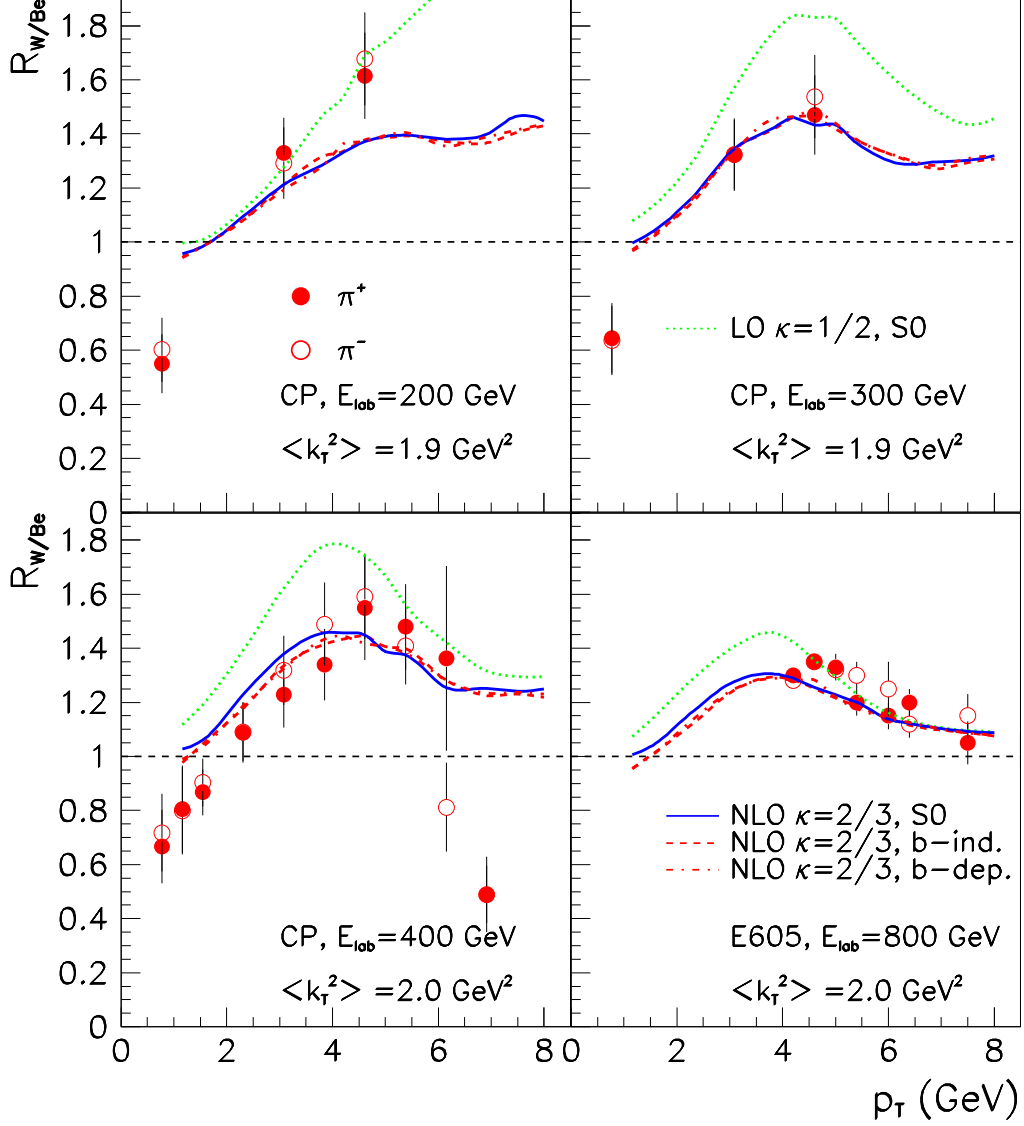 R_W/Be
1.8
1.6
1.4
1.2
1
0.8
0.6
0.4
0.2
0
π⁺
π⁻
CP, E_lab=200 GeV
<k_T²> =1.9 GeV²
LO κ=1/2, S0
CP, E_lab=300 GeV
<k_T²> =1.9 GeV²
R_W/Be
1.8
1.6
1.4
1.2
1
0.8
0.6
0.4
0.2
0
CP, E_lab=400 GeV
<k_T²> =2.0 GeV²
NLO κ=2/3, S0
NLO κ=2/3, b-ind.
NLO κ=2/3, b-dep.
E605, E_lab=800 GeV
<k_T²> =2.0 GeV²
0 2 4 6 8 0 2 4 6 8
p_T (GeV)